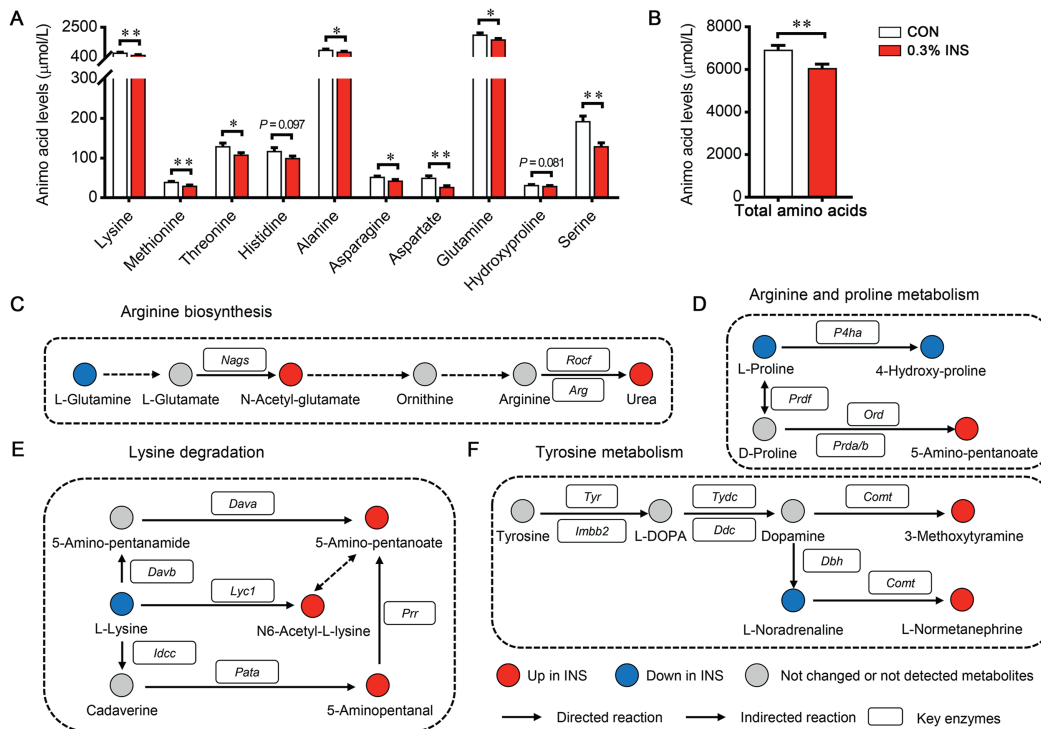 A
Animo acid levels (μmol/L)
2500
400
300
200
100
0
**
**
*
P = 0.097
*
*
**
*
P = 0.081
**
Lysine
Methionine
Threonine
Histidine
Alanine
Asparagine
Aspartate
Glutamine
Hydroxyproline
Serine
B
Animo acid levels (μmol/L)
8000
6000
4000
2000
0
**
Total amino acids
CON
0.3% INS
C
Arginine biosynthesis
Nags
Rocf
Arg
L-Glutamine
L-Glutamate
N-Acetyl-glutamate
Ornithine
Arginine
Urea
D
Arginine and proline metabolism
P4ha
L-Proline
4-Hydroxy-proline
Prdf
Ord
Prda/b
D-Proline
5-Amino-pentanoate
E
Lysine degradation
Dava
5-Amino-pentanamide
5-Amino-pentanoate
Davb
Lyc1
Prr
L-Lysine
N6-Acetyl-L-lysine
Idcc
Pata
Cadaverine
5-Aminopentanal
F
Tyrosine metabolism
Tyr
Tydc
Comt
Imbb2
Ddc
Tyrosine
L-DOPA
Dopamine
3-Methoxytyramine
Dbh
Comt
L-Noradrenaline
L-Normetanephrine
Up in INS
Down in INS
Not changed or not detected metabolites
Directed reaction
Indirected reaction
Key enzymes